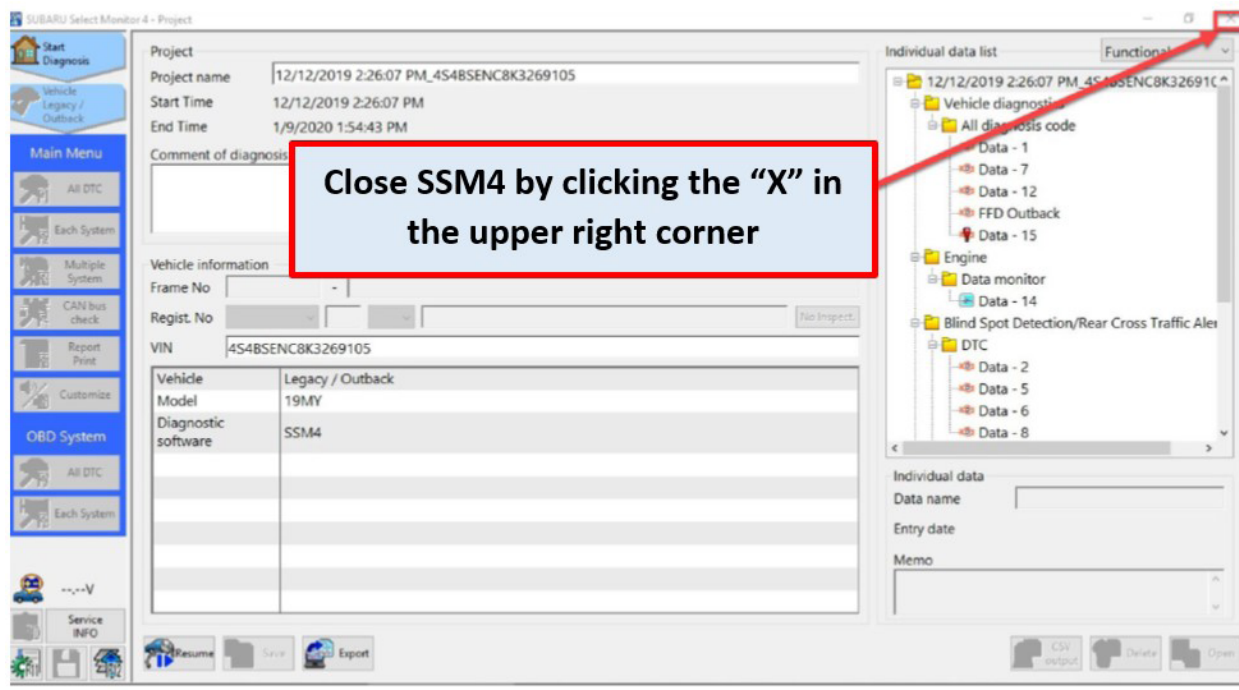 SUBARU Select Monitor 4 - Project
Start
Diagnosis
Vehicle
Legacy /
Outback
Main Menu
All DTC
Each System
Multiple
System
CAN bus
check
Report
Print
Customize
OBD System
All DTC
Each System
--.--V
Service
INFO
Project
Project name
12/12/2019 2:26:07 PM_4S4BSENC8K3269105
Start Time
12/12/2019 2:26:07 PM
End Time
1/9/2020 1:54:43 PM
Comment of diagnosis
Close SSM4 by clicking the “X” in
the upper right corner
Vehicle information
Frame No
-
Regist. No
No Inspect.
VIN
4S4BSENC8K3269105
Vehicle
Legacy / Outback
Model
19MY
Diagnostic
software
SSM4
Resume
Save
Export
Individual data list
Functional
12/12/2019 2:26:07 PM_4S4BSENC8K326910
Vehicle diagnostics
All diagnosis code
Data - 1
Data - 7
Data - 12
FFD Outback
Data - 15
Engine
Data monitor
Data - 14
Blind Spot Detection/Rear Cross Traffic Aler
DTC
Data - 2
Data - 5
Data - 6
Data - 8
Individual data
Data name
Entry date
Memo
CSV
output
Delete
Open